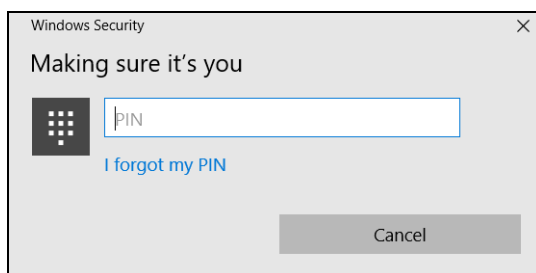 Windows Security
Making sure it's you
PIN
I forgot my PIN
Cancel